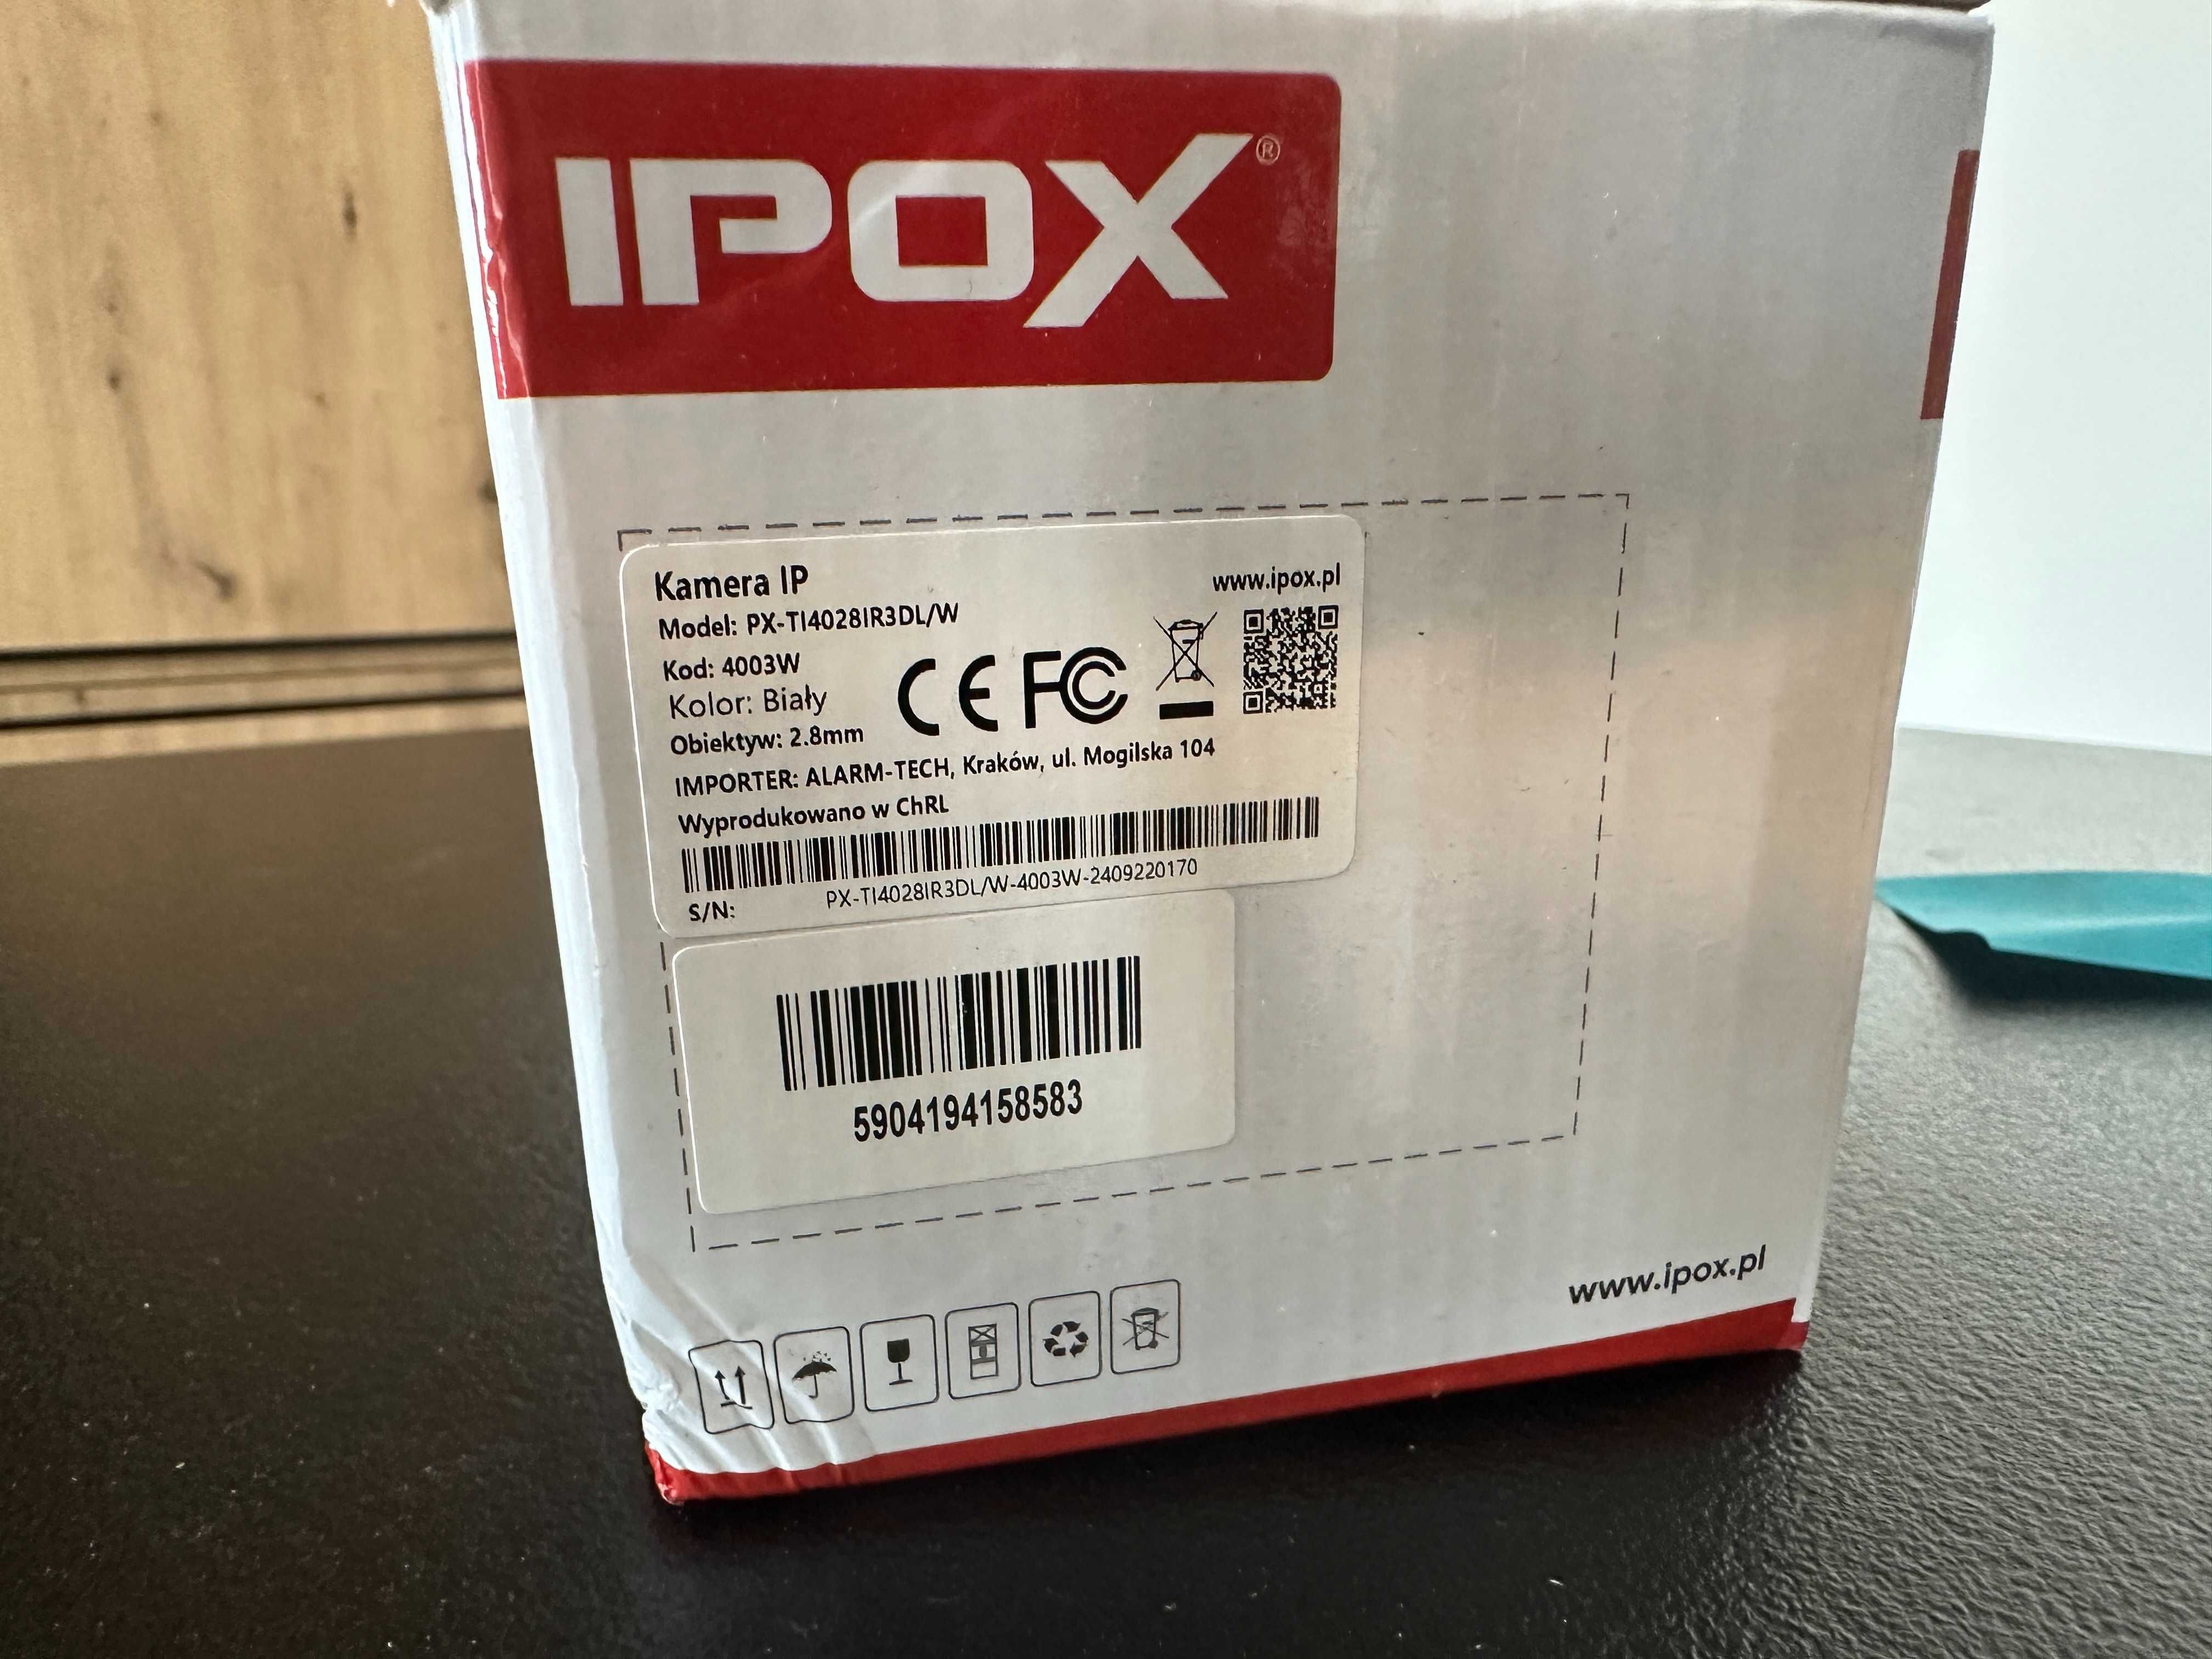 IPOX®
Kamera IP
www.ipox.pl
Model: PX-TI4028IR3DL/W
Kod: 4003W
Kolor: Biały
CE FC
Obiektyw: 2.8mm
IMPORTER: ALARM-TECH, Kraków, ul. Mogilska 104
Wyprodukowano w ChRL
PX-TI4028IR3DL/W-4003W-2409220170
S/N:
5904194158583
www.ipox.pl